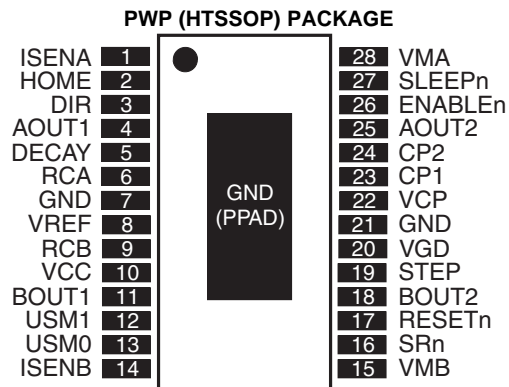 PWP (HTSSOP) PACKAGE
ISENA 1 28 VMA
HOME 2 27 SLEEPn
DIR 3 26 ENABLEn
AOUT1 4 25 AOUT2
DECAY 5 24 CP2
RCA 6 23 CP1
GND 7 22 VCP
VREF 8 21 GND
RCB 9 20 VGD
VCC 10 19 STEP
BOUT1 11 18 BOUT2
USM1 12 17 RESETn
USM0 13 16 SRn
ISENB 14 15 VMB
GND
(PPAD)